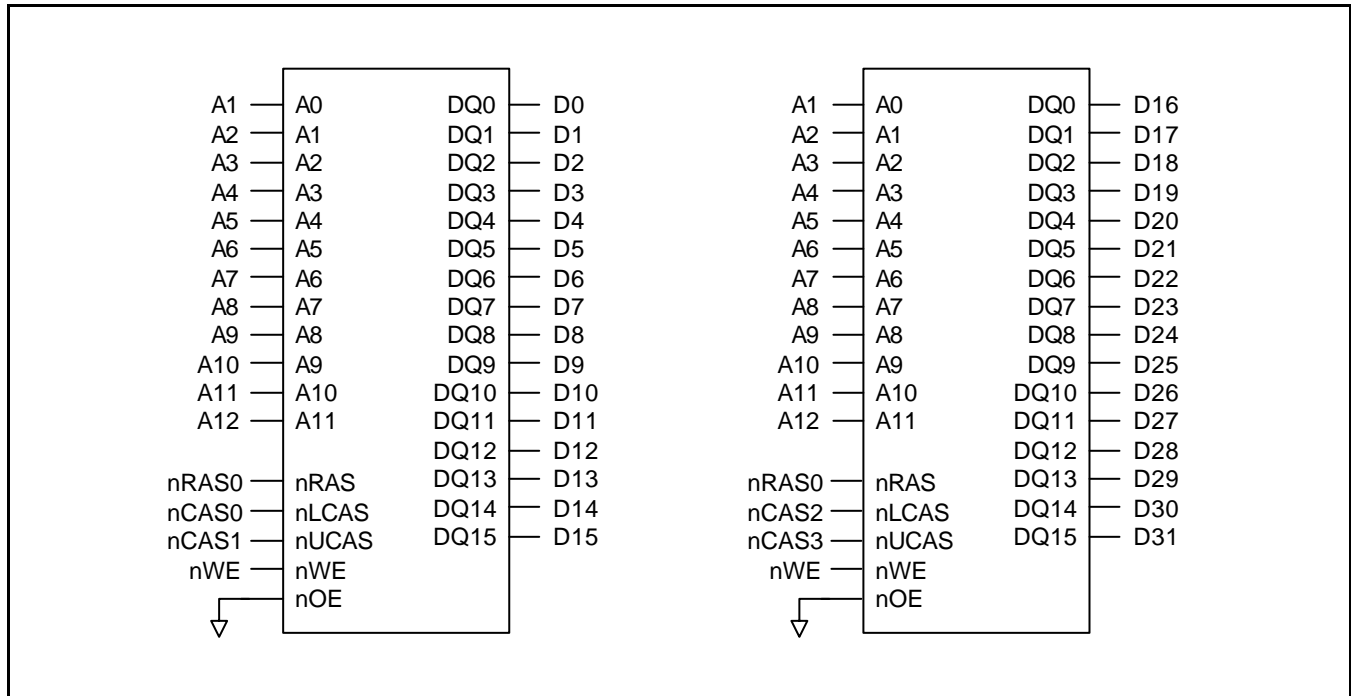 A1 A0 DQ0 D0
A2 A1 DQ1 D1
A3 A2 DQ2 D2
A4 A3 DQ3 D3
A5 A4 DQ4 D4
A6 A5 DQ5 D5
A7 A6 DQ6 D6
A8 A7 DQ7 D7
A9 A8 DQ8 D8
A10 A9 DQ9 D9
A11 A10 DQ10 D10
A12 A11 DQ11 D11
DQ12 D12
nRAS0 nRAS DQ13 D13
nCAS0 nLCAS DQ14 D14
nCAS1 nUCAS DQ15 D15
nWE nWE
nOE
A1 A0 DQ0 D16
A2 A1 DQ1 D17
A3 A2 DQ2 D18
A4 A3 DQ3 D19
A5 A4 DQ4 D20
A6 A5 DQ5 D21
A7 A6 DQ6 D22
A8 A7 DQ7 D23
A9 A8 DQ8 D24
A10 A9 DQ9 D25
A11 A10 DQ10 D26
A12 A11 DQ11 D27
DQ12 D28
nRAS0 nRAS DQ13 D29
nCAS2 nLCAS DQ14 D30
nCAS3 nUCAS DQ15 D31
nWE nWE
nOE